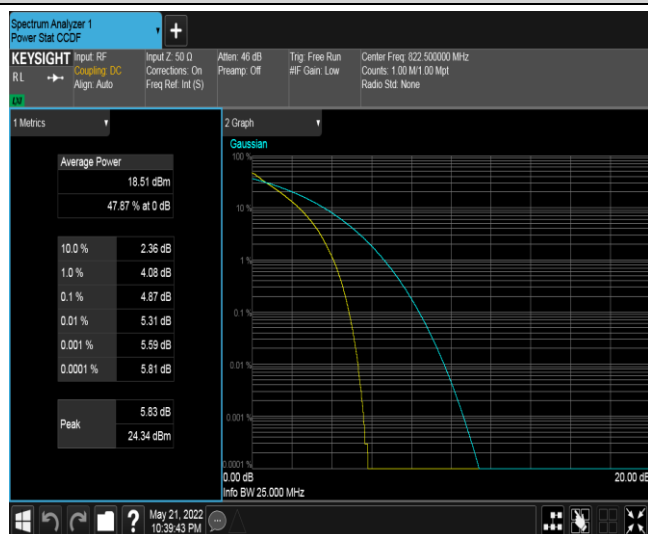 Spectrum Analyzer 1
Power Stat CCDF
KEYSIGHT
RL
LXI
Input: RF
Coupling: DC
Align: Auto
Input Z: 50 Ω
Corrections: On
Freq Ref: Int (S)
Atten: 46 dB
Preamp: Off
Trig: Free Run
#IF Gain: Low
Center Freq: 822.500000 MHz
Counts: 1.00 M/1.00 Mpt
Radio Std: None
1 Metrics
Average Power
18.51 dBm
47.87 % at 0 dB
10.0 % 2.36 dB
1.0 % 4.08 dB
0.1 % 4.87 dB
0.01 % 5.31 dB
0.001 % 5.59 dB
0.0001 % 5.81 dB
Peak
5.83 dB
24.34 dBm
2 Graph
Gaussian
100 %
10 %
1 %
0.1 %
0.01 %
0.001 %
0.0001 %
0.00 dB
20.00 dB
Info BW 25.000 MHz
?
May 21, 2022
10:39:43 PM